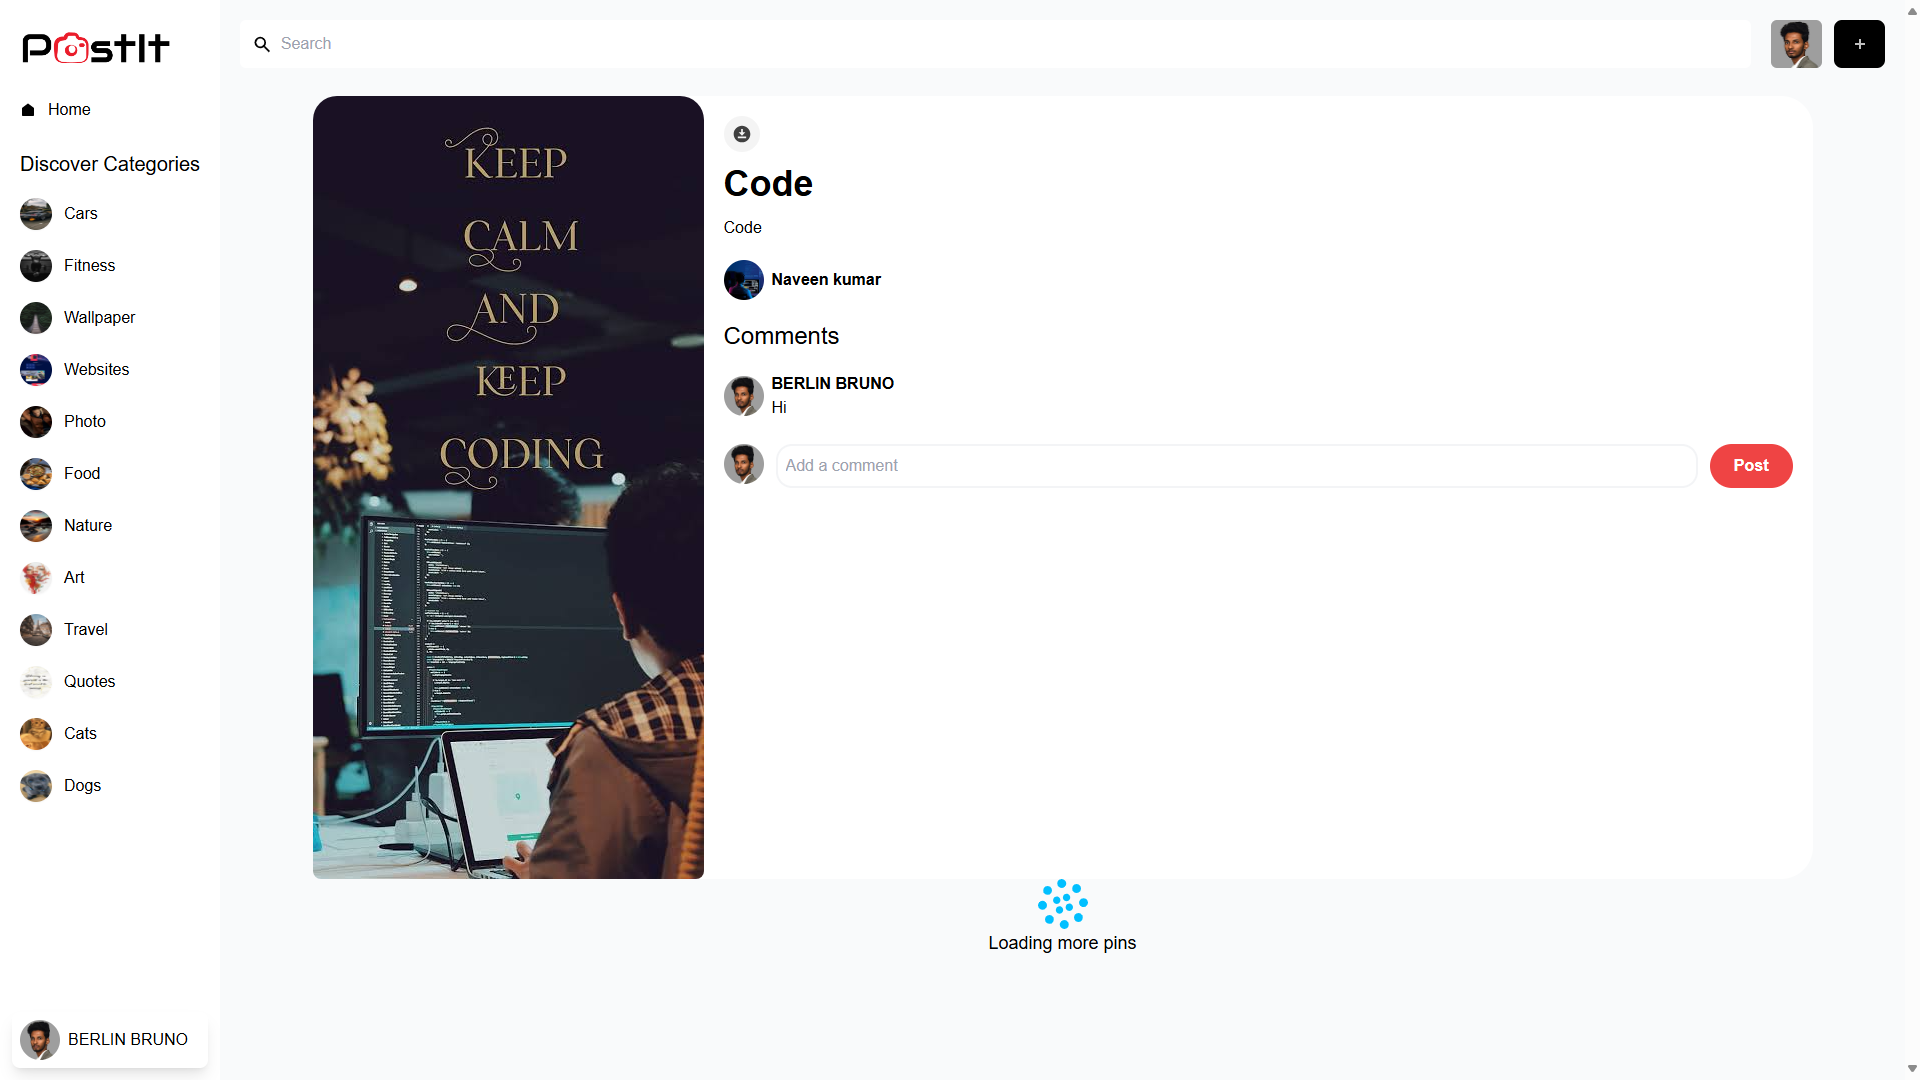 PostIt
Search
+
Home
Discover Categories
Cars
Fitness
Wallpaper
Websites
Photo
Food
Nature
Art
Travel
Quotes
Cats
Dogs
BERLIN BRUNO
KEEP
CALM
AND
KEEP
CODING
Code
Code
Naveen kumar
Comments
BERLIN BRUNO
Hi
Add a comment
Post
Loading more pins